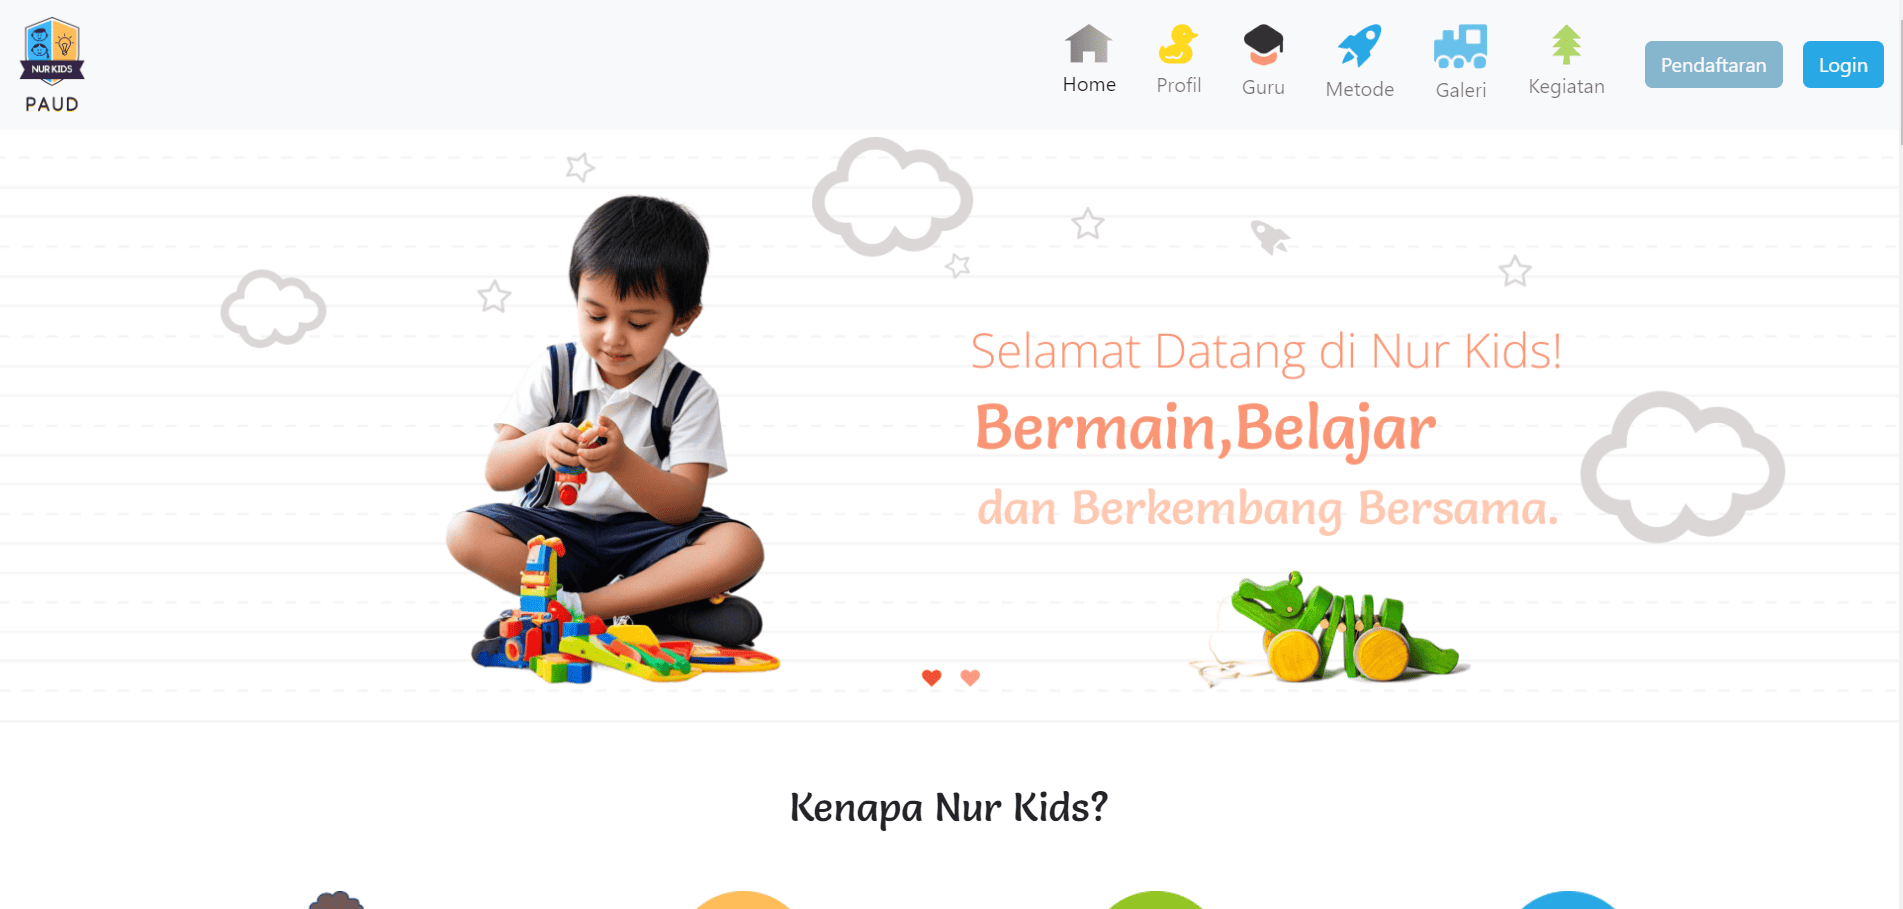 NUR KIDS
PAUD
Home
Profil
Guru
Metode
Galeri
Kegiatan
Pendaftaran
Login
Selamat Datang di Nur Kids!
Bermain,Belajar
dan Berkembang Bersama.
Kenapa Nur Kids?